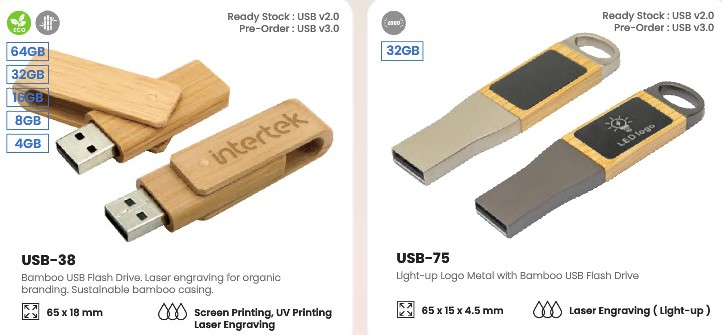 ECO
Ready Stock : USB v2.0
Pre-Order : USB v3.0
64GB
32GB
16GB
8GB
4GB
intertek
USB-38
Bamboo USB Flash Drive. Laser engraving for organic
branding. Sustainable bamboo casing.
65 x 18 mm
Screen Printing, UV Printing
Laser Engraving
LOGO
Ready Stock : USB v2.0
Pre-Order : USB v3.0
32GB
LED logo
USB-75
Light-up Logo Metal with Bamboo USB Flash Drive
65 x 15 x 4.5 mm
Laser Engraving ( Light-up )